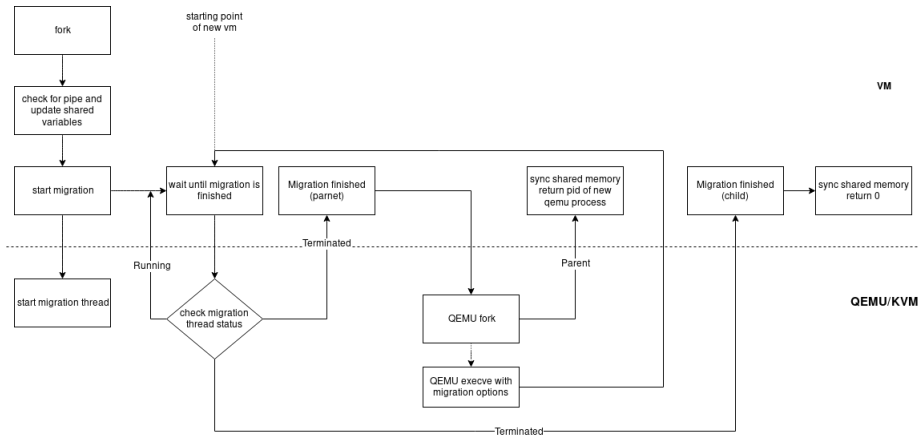 starting point
of new vm
fork
VM
check for pipe and
update shared
variables
start migration
wait until migration is
finished
Migration finished
(parnet)
sync shared memory
return pid of new
qemu process
Migration finished
(child)
sync shared memory
return 0
Terminated
Running
Parent
start migration thread
check migration
thread status
QEMU fork
QEMU/KVM
QEMU execve with
migration options
Terminated